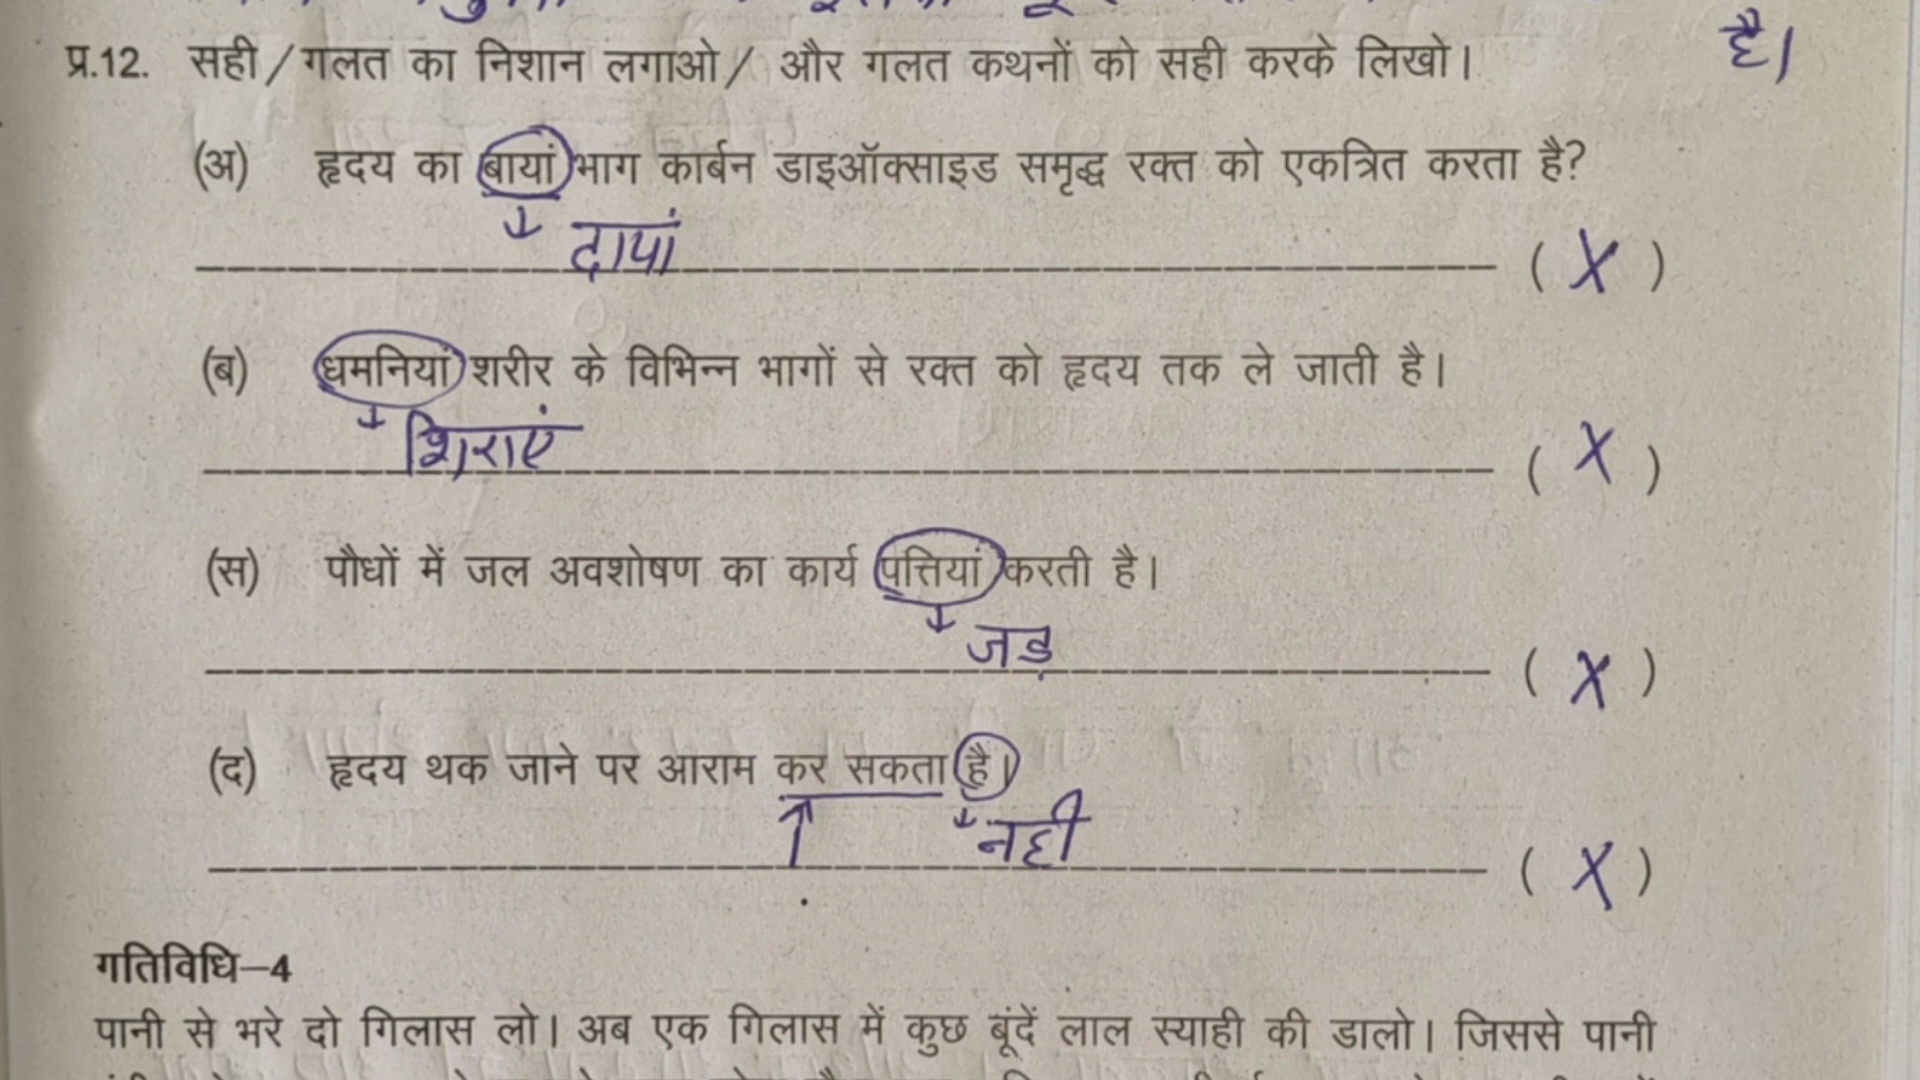 है।
प्र.12. सही/गलत का निशान लगाओ/ और गलत कथनों को सही करके लिखो।
(अ) हृदय का बायां भाग कार्बन डाइऑक्साइड समृद्ध रक्त को एकत्रित करता है?
↓ दायां
(X)
(ब) धमनियां शरीर के विभिन्न भागों से रक्त को हृदय तक ले जाती है।
↓ शिराएं
(X)
(स) पौधों में जल अवशोषण का कार्य पत्तियां करती है।
↓ जड़
(X)
(द) हृदय थक जाने पर आराम कर सकता है।
↑ ↓ नही
(X)
गतिविधि–4
पानी से भरे दो गिलास लो। अब एक गिलास में कुछ बूंदें लाल स्याही की डालो। जिससे पानी